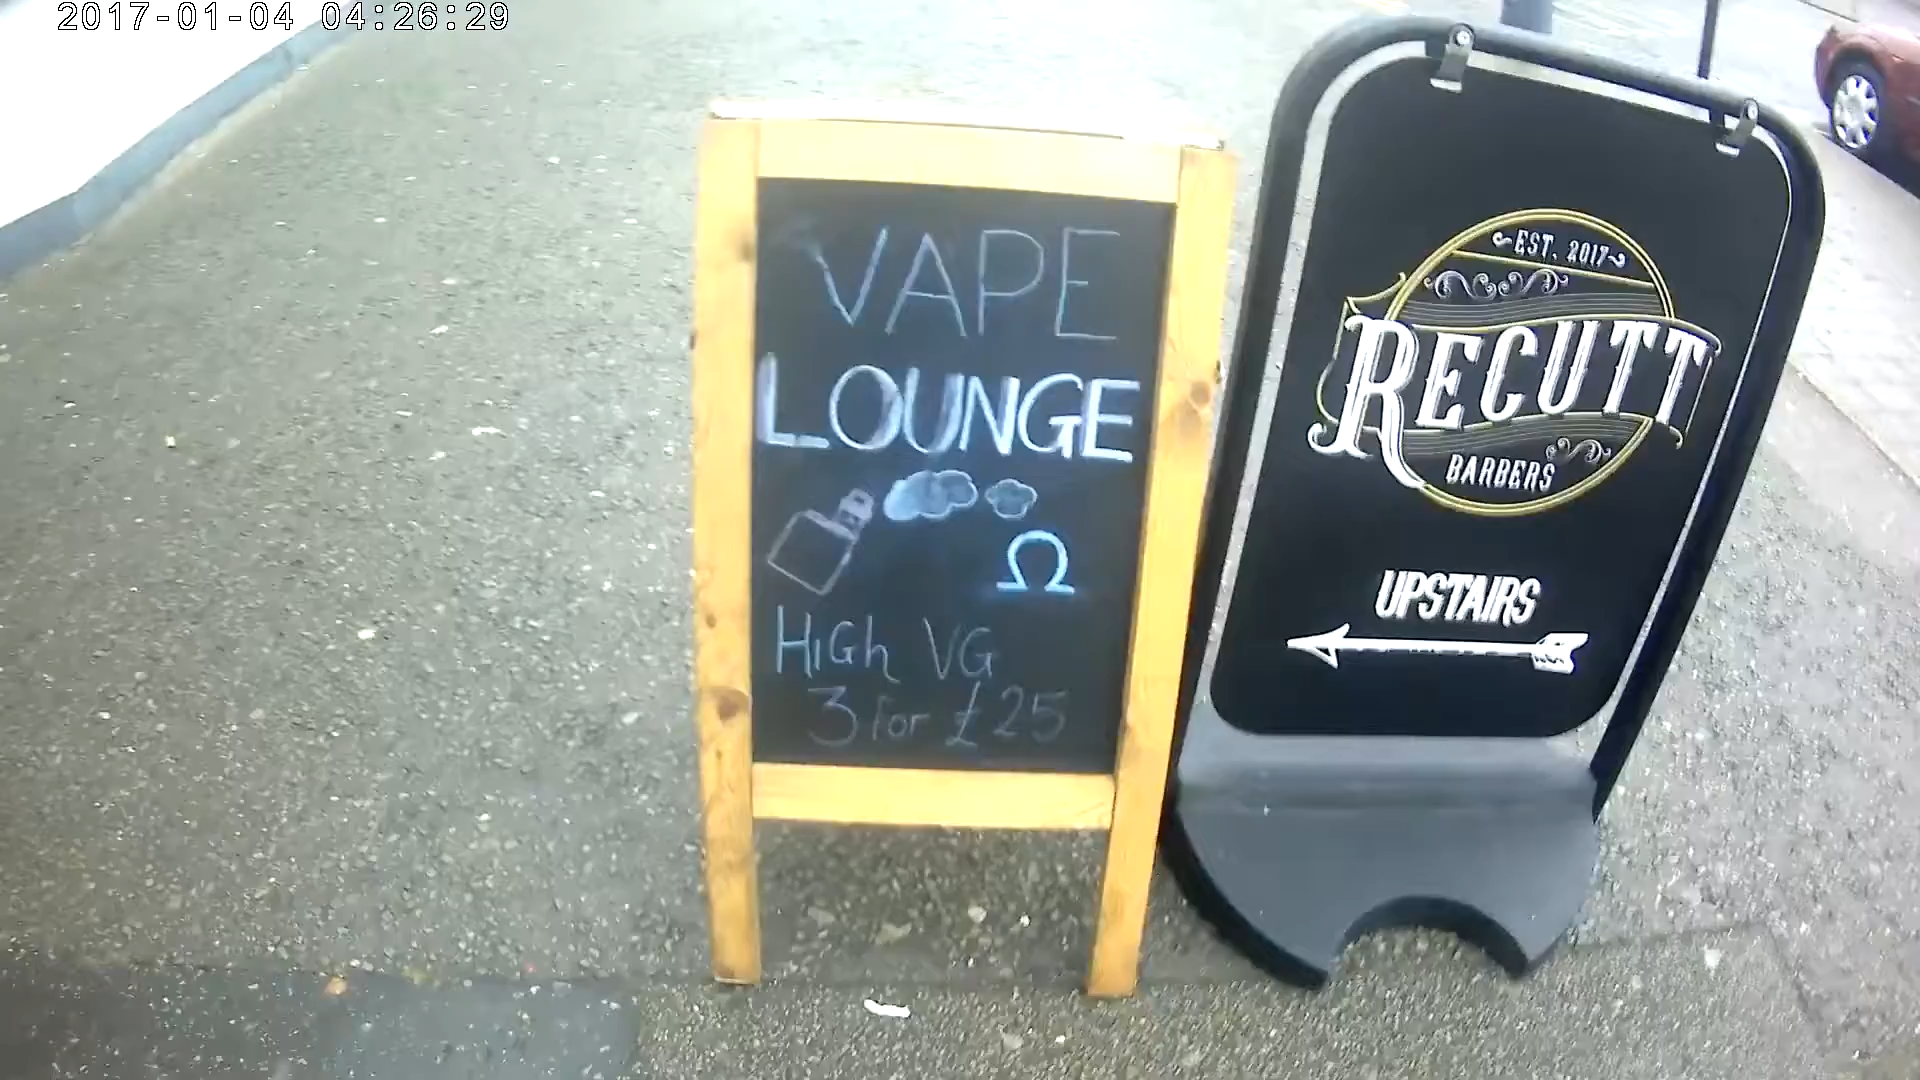 2017-01-04 04:26:29
VAPE
LOUNGE
Ω
HiGh VG
3 for £25
EST. 2017
RECUTT
BARBERS
UPSTAIRS